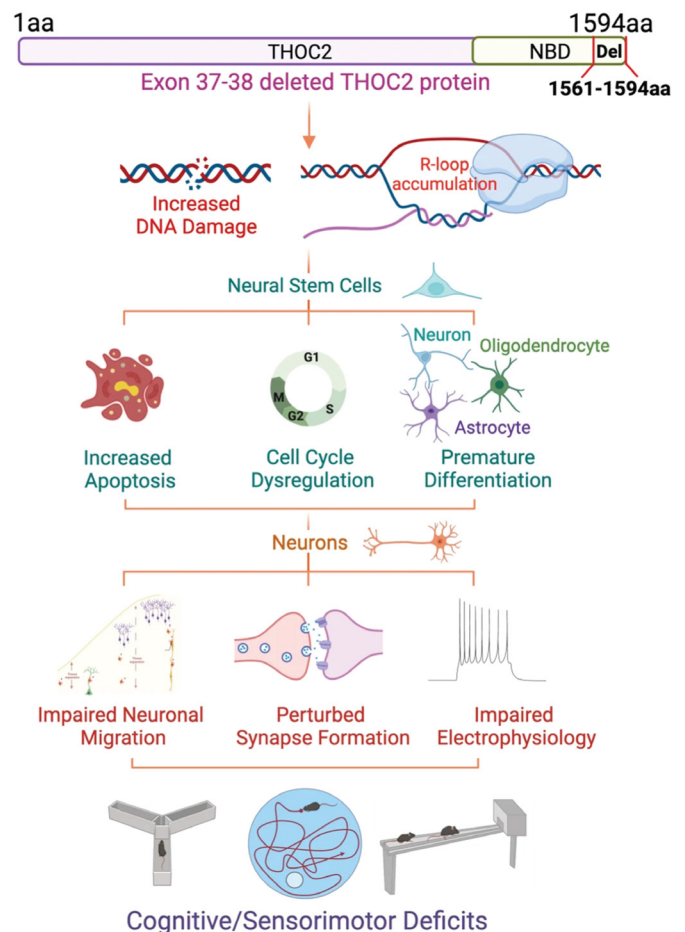 1aa 1594aa
THOC2 NBD Del
Exon 37-38 deleted THOC2 protein
1561-1594aa
R-loop
accumulation
Increased
DNA Damage
Neural Stem Cells
G1
M
G2
S
Neuron
Oligodendrocyte
Astrocyte
Increased
Apoptosis
Cell Cycle
Dysregulation
Premature
Differentiation
Neurons
Impaired Neuronal
Migration
Perturbed
Synapse Formation
Impaired
Electrophysiology
Cognitive/Sensorimotor Deficits